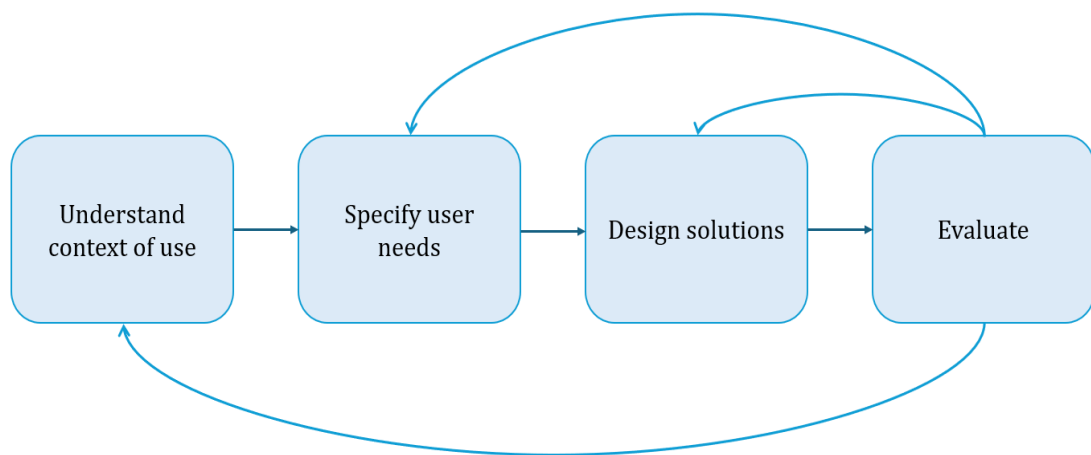 Understand
context of use
Specify user
needs
Design solutions
Evaluate